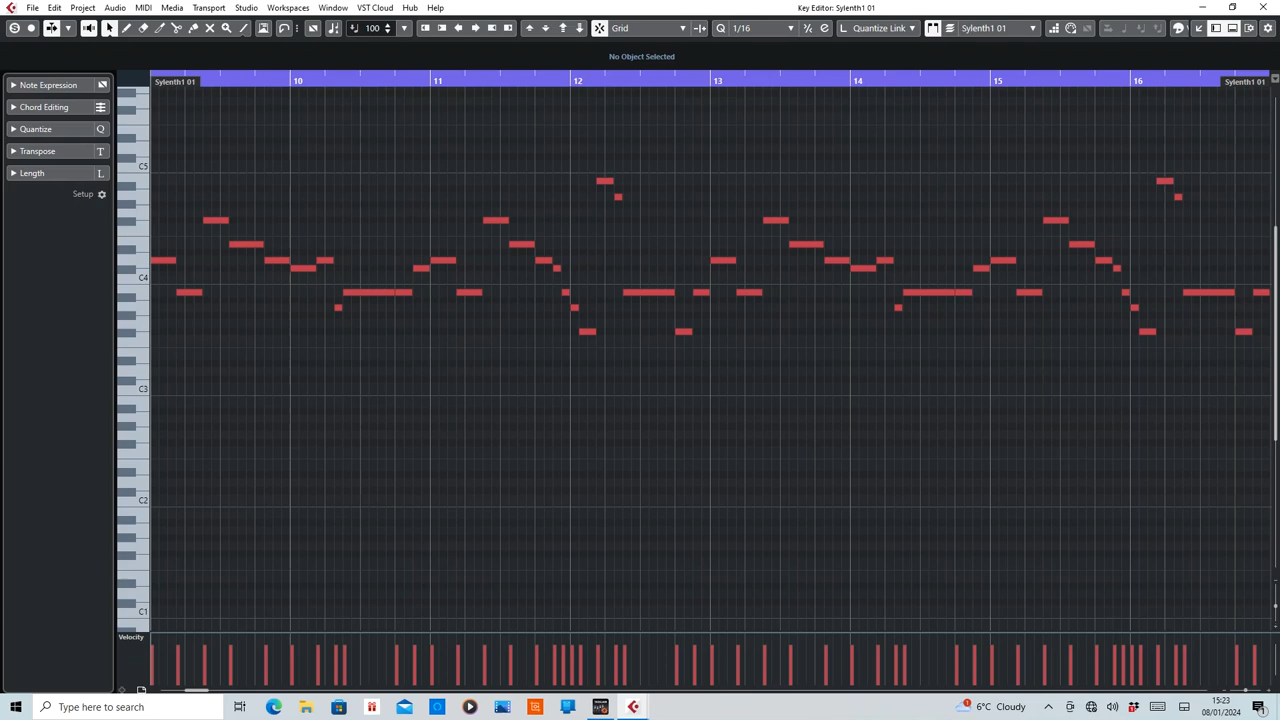 Key Editor: Sylenth1 01
File Edit Project Audio MIDI Media Transport Studio Workspaces Window VST Cloud Hub Help
S 100 Grid Q 1/16 Quantize Link Sylenth1 01
No Object Selected
Sylenth1 01 10 11 12 13 14 15 16 Sylenth1 01
Note Expression
Chord Editing
Quantize Q
Transpose T
Length L
Setup
C5
C4
C3
C2
C1
Velocity
Type here to search
6°C Cloudy
15:23
08/01/2024